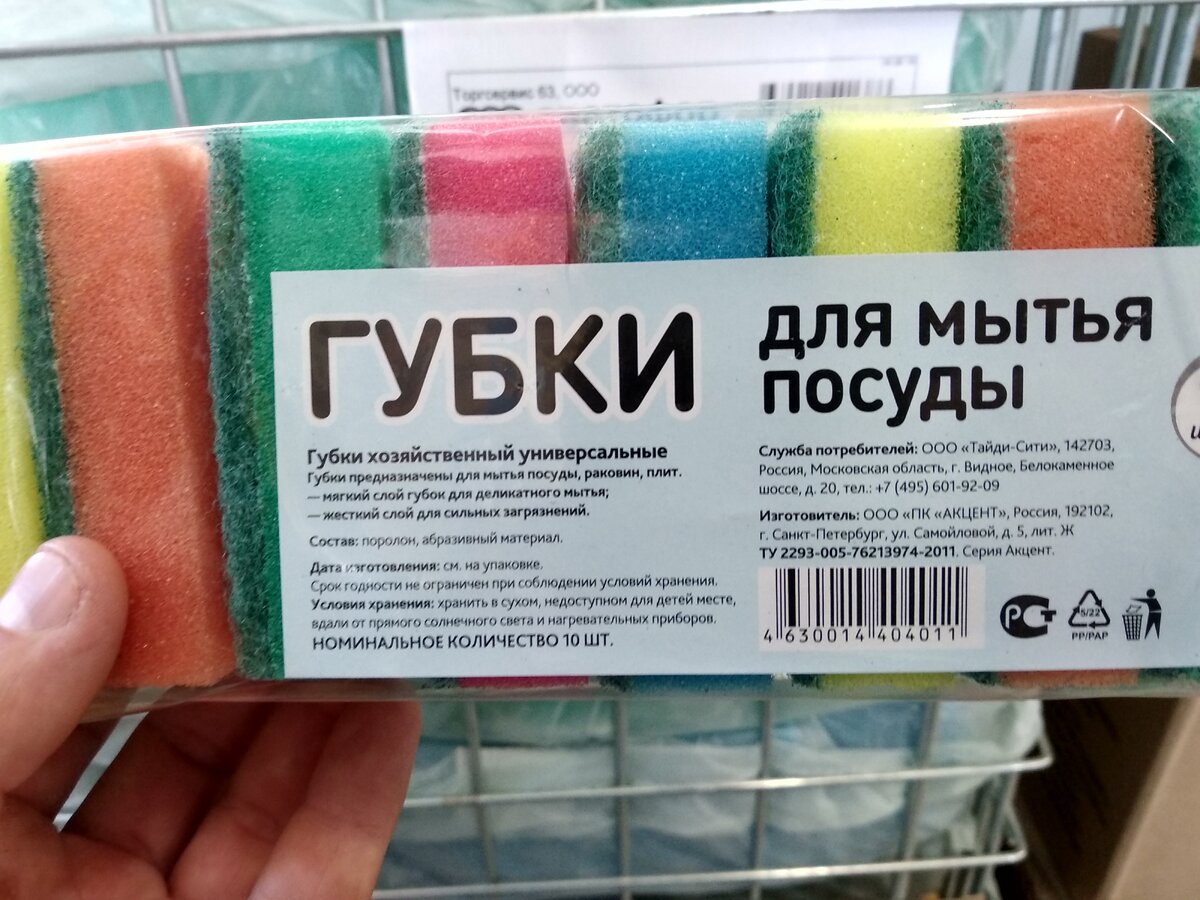 Торгсервис 63, ООО
ГУБКИ
для мытья
посуды
Губки хозяйственный универсальные
Губки предназначены для мытья посуды, раковин, плит.
— мягкий слой губок для деликатного мытья;
— жесткий слой для сильных загрязнений.
Состав: поролон, абразивный материал.
Дата изготовления: см. на упаковке.
Срок годности не ограничен при соблюдении условий хранения.
Условия хранения: хранить в сухом, недоступном для детей месте,
вдали от прямого солнечного света и нагревательных приборов.
НОМИНАЛЬНОЕ КОЛИЧЕСТВО 10 ШТ.
Служба потребителей: ООО «Тайди-Сити», 142703,
Россия, Московская область, г. Видное, Белокаменное
шоссе, д. 20, тел.: +7 (495) 601-92-09
Изготовитель: ООО «ПК «АКЦЕНТ», Россия, 192102,
г. Санкт-Петербург, ул. Самойловой, д. 5, лит. Ж
ТУ 2293-005-76213974-2011. Серия Акцент.
4 630014 404011
РСТ
5/22
PP/PAP